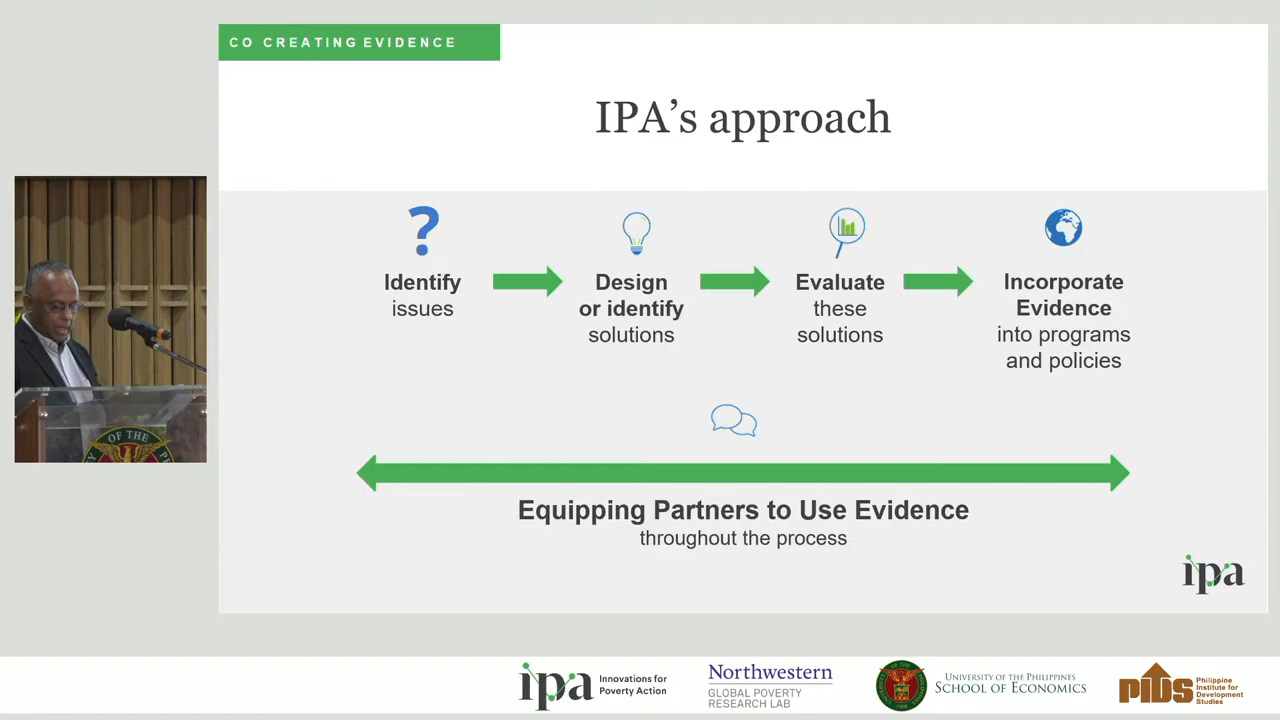 CO CREATING EVIDENCE
IPA's approach
?
Identify
issues
Design
or identify
solutions
Evaluate
these
solutions
Incorporate
Evidence
into programs
and policies
Equipping Partners to Use Evidence
throughout the process
ipa
OF THE
ipa
Innovations for
Poverty Action
Northwestern
GLOBAL POVERTY
RESEARCH LAB
UNIVERSITY OF THE PHILIPPINES
SCHOOL OF ECONOMICS
PIDS
Philippine
Institute for
Development
Studies